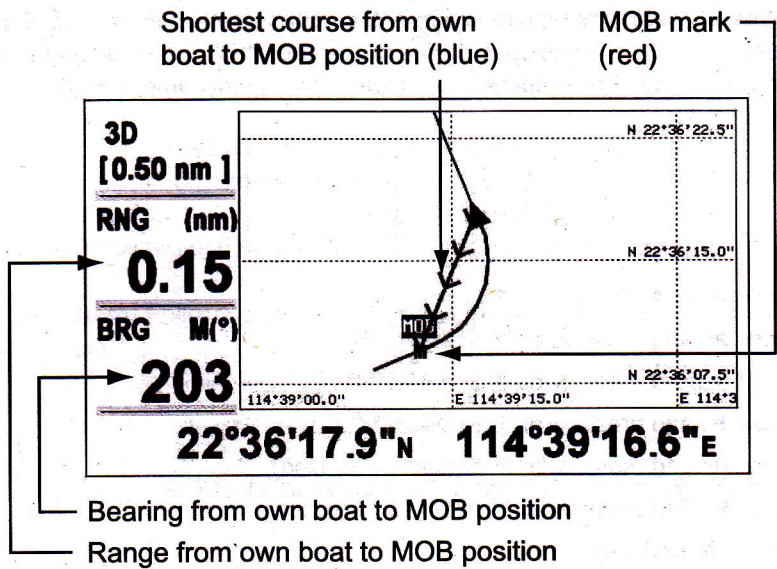 Shortest course from own
boat to MOB position (blue)
MOB mark
(red)
3D
[0.50 nm ]
RNG (nm)
0.15
BRG M(°)
203
N 22°36'22.5"
N 22°36'15.0"
MOB
N 22°36'07.5"
114°39'00.0"
E 114°39'15.0"
E 114°3
22°36'17.9"N 114°39'16.6"E
Bearing from own boat to MOB position
Range from own boat to MOB position